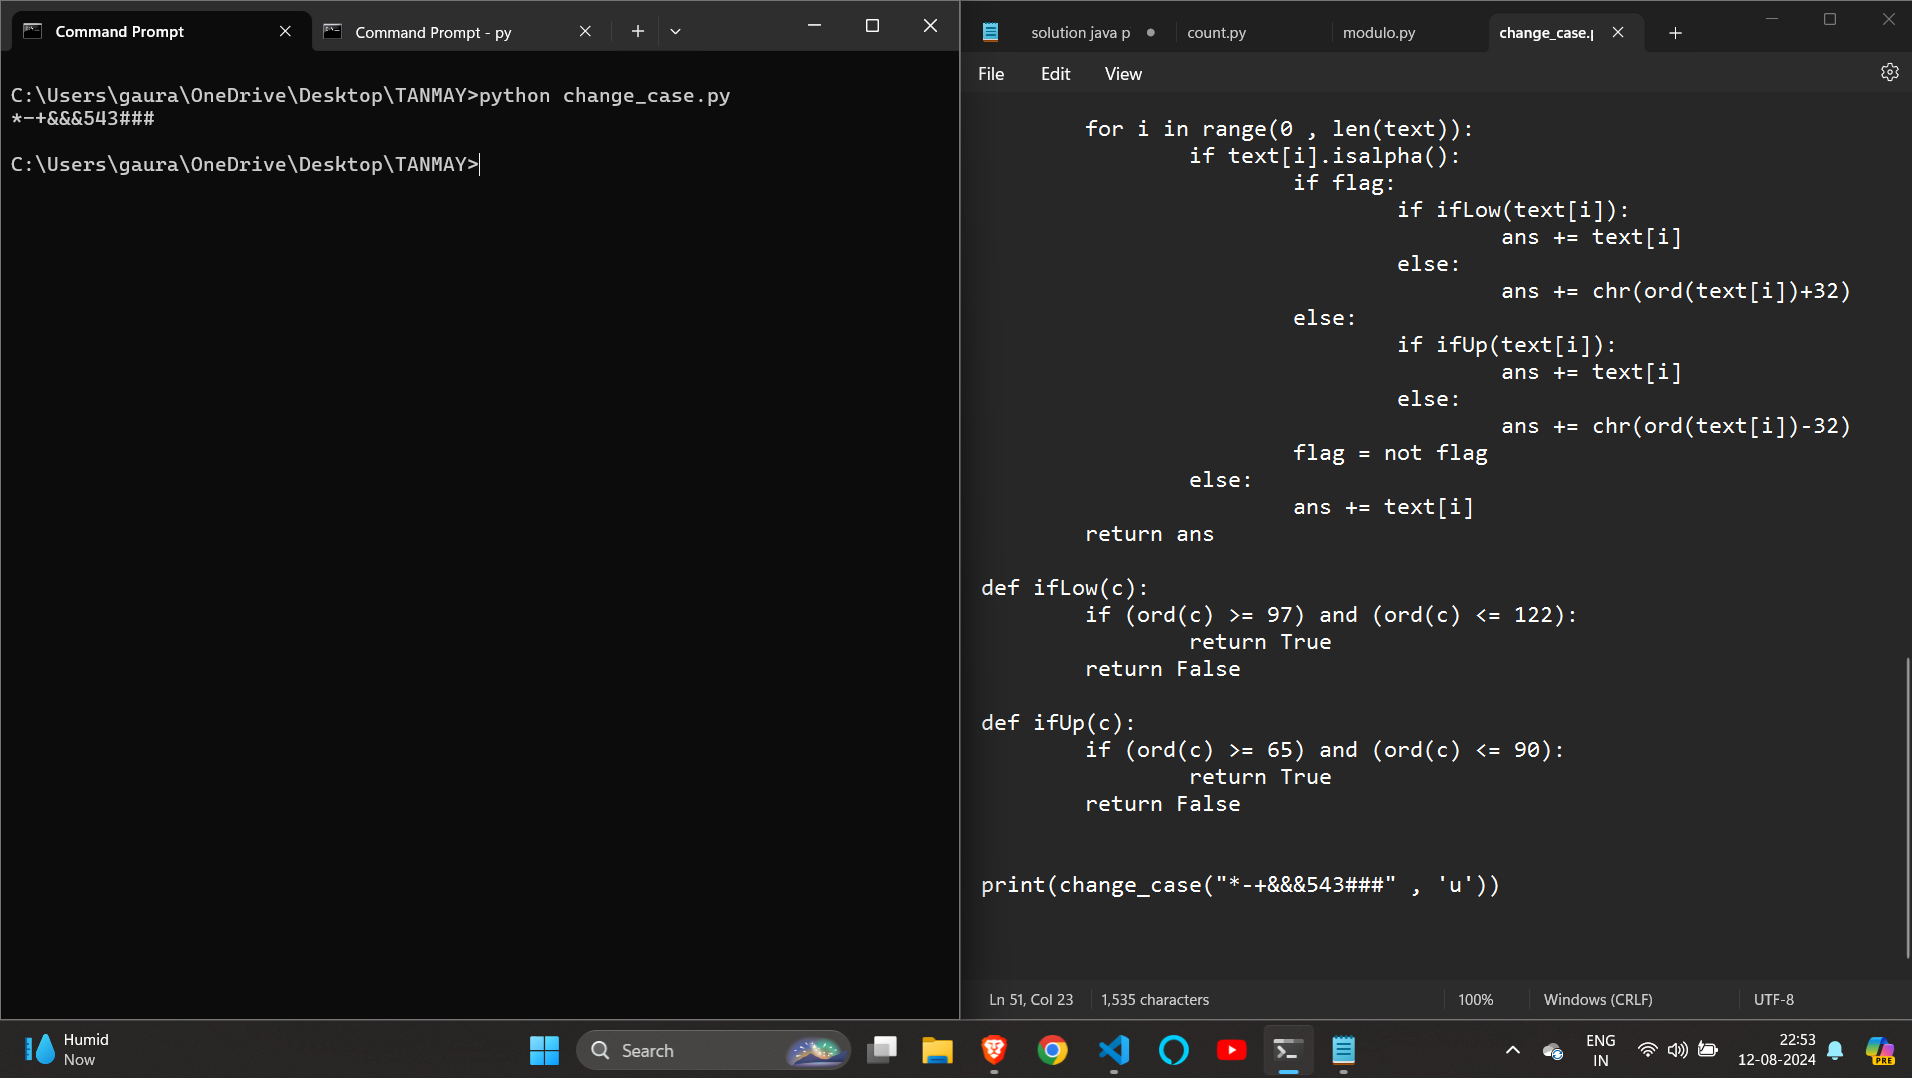 Command Prompt
Command Prompt - py
C:\Users\gaura\OneDrive\Desktop\TANMAY>python change_case.py
*-+&&&543###
C:\Users\gaura\OneDrive\Desktop\TANMAY>
solution java p
count.py
modulo.py
change_case.p
File Edit View
for i in range(0 , len(text)):
if text[i].isalpha():
if flag:
if ifLow(text[i]):
ans += text[i]
else:
ans += chr(ord(text[i])+32)
else:
if ifUp(text[i]):
ans += text[i]
else:
ans += chr(ord(text[i])-32)
flag = not flag
else:
ans += text[i]
return ans
def ifLow(c):
if (ord(c) >= 97) and (ord(c) <= 122):
return True
return False
def ifUp(c):
if (ord(c) >= 65) and (ord(c) <= 90):
return True
return False
print(change_case("*-+&&&543###" , 'u'))
Ln 51, Col 23 1,535 characters 100% Windows (CRLF) UTF-8
Humid
Now
Search
ENG
IN
22:53
12-08-2024
PRE